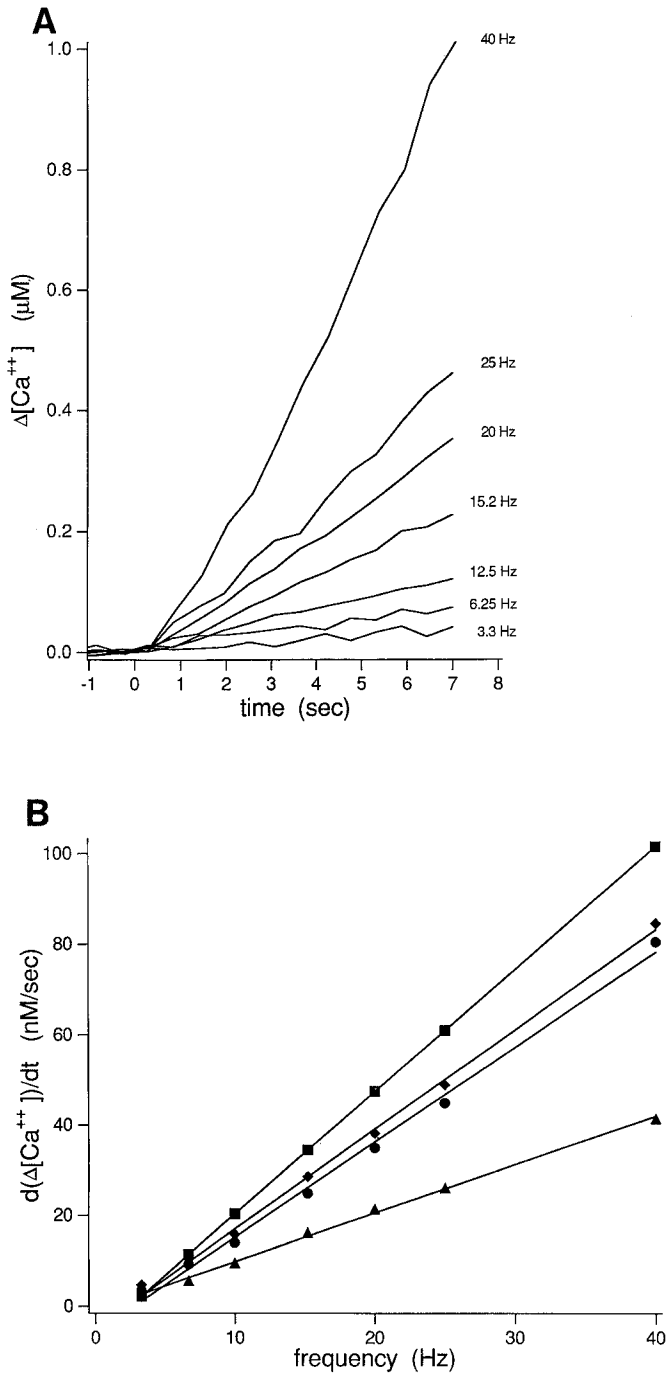 A
1.0
0.8
0.6
0.4
0.2
0.0
Δ[Ca++] (μM)
40 Hz
25 Hz
20 Hz
15.2 Hz
12.5 Hz
6.25 Hz
3.3 Hz
-1 0 1 2 3 4 5 6 7 8
time (sec)
B
100
80
60
40
20
0
d(Δ[Ca++])/dt (nM/sec)
0 10 20 30 40
frequency (Hz)